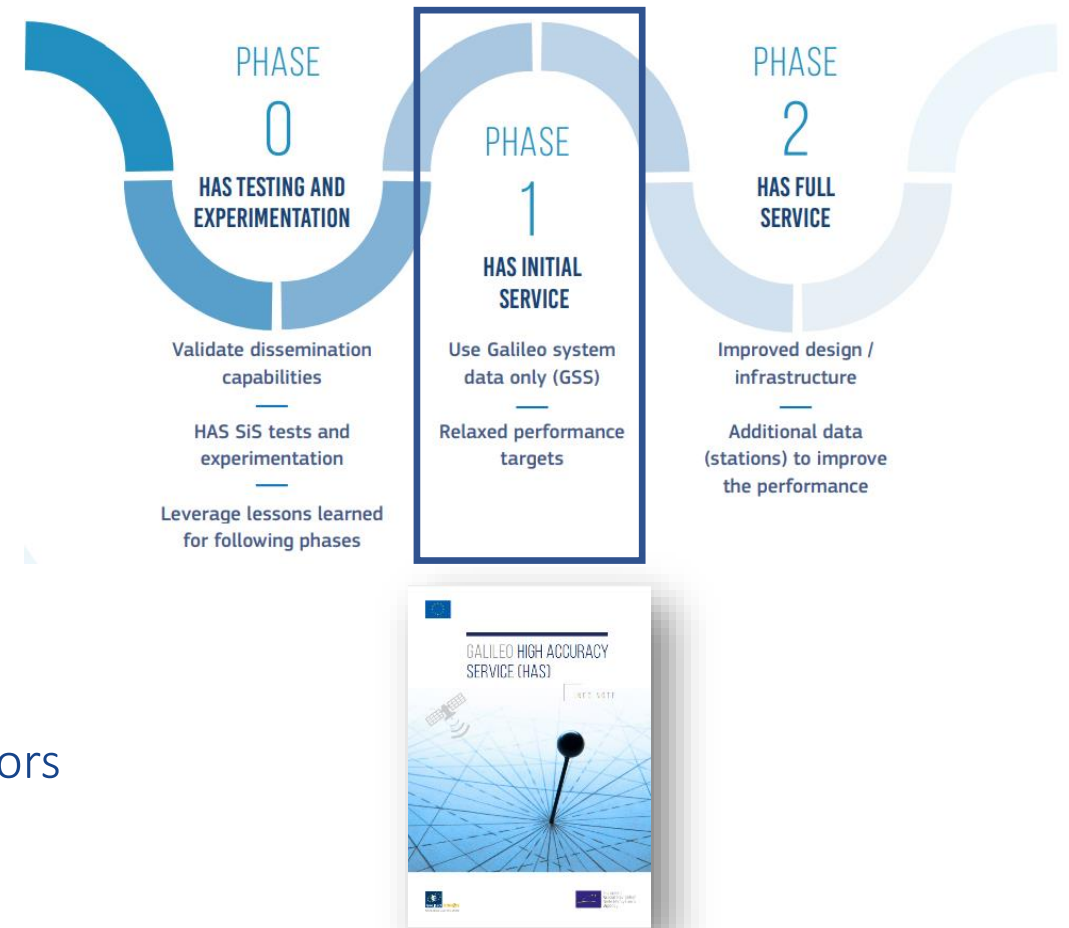 PHASE
0
HAS TESTING AND
EXPERIMENTATION
Validate dissemination
capabilities
HAS SiS tests and
experimentation
Leverage lessons learned
for following phases
PHASE
1
HAS INITIAL
SERVICE
Use Galileo system
data only (GSS)
Relaxed performance
targets
PHASE
2
HAS FULL
SERVICE
Improved design /
infrastructure
Additional data
(stations) to improve
the performance
ors
GALILEO HIGH ACCURACY
SERVICE (HAS)